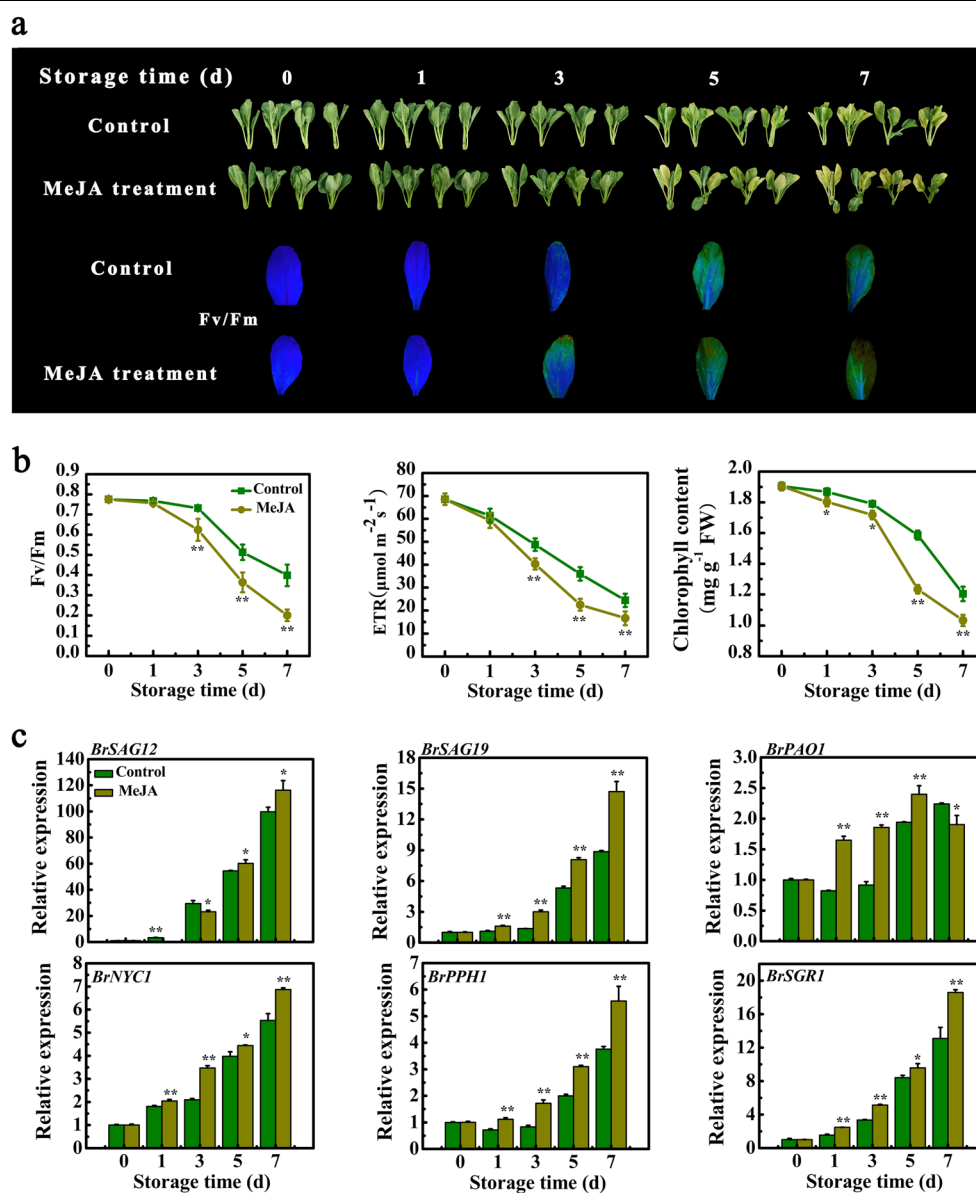 a
Storage time (d) 0 1 3 5 7
Control
MeJA treatment
Control
Fv/Fm
MeJA treatment
b
Fv/Fm
0.9
0.8
0.7
0.6
0.5
0.4
0.3
0.2
0.1
0.0
Control
MeJA
**
**
**
0 1 3 5 7
Storage time (d)
ETR(μmol m⁻² s⁻¹)
80
70
60
50
40
30
20
10
0
**
**
**
0 1 3 5 7
Storage time (d)
Chlorophyll content
(mg g⁻¹ FW)
2.0
1.8
1.6
1.4
1.2
1.0
0.8
*
*
**
**
0 1 3 5 7
Storage time (d)
c
BrSAG12
Relative expression
140
120
100
80
60
40
20
0
Control
MeJA
**
*
*
*
BrSAG19
Relative expression
18
15
12
9
6
3
0
**
**
**
**
BrPAO1
Relative expression
3.0
2.5
2.0
1.5
1.0
0.5
0.0
**
**
**
*
BrNYC1
Relative expression
8
7
6
5
4
3
2
1
0
**
**
*
**
0 1 3 5 7
Storage time (d)
BrPPH1
Relative expression
7
6
5
4
3
2
1
0
**
**
**
**
0 1 3 5 7
Storage time (d)
BrSGR1
Relative expression
20
16
12
8
4
0
**
**
*
**
0 1 3 5 7
Storage time (d)